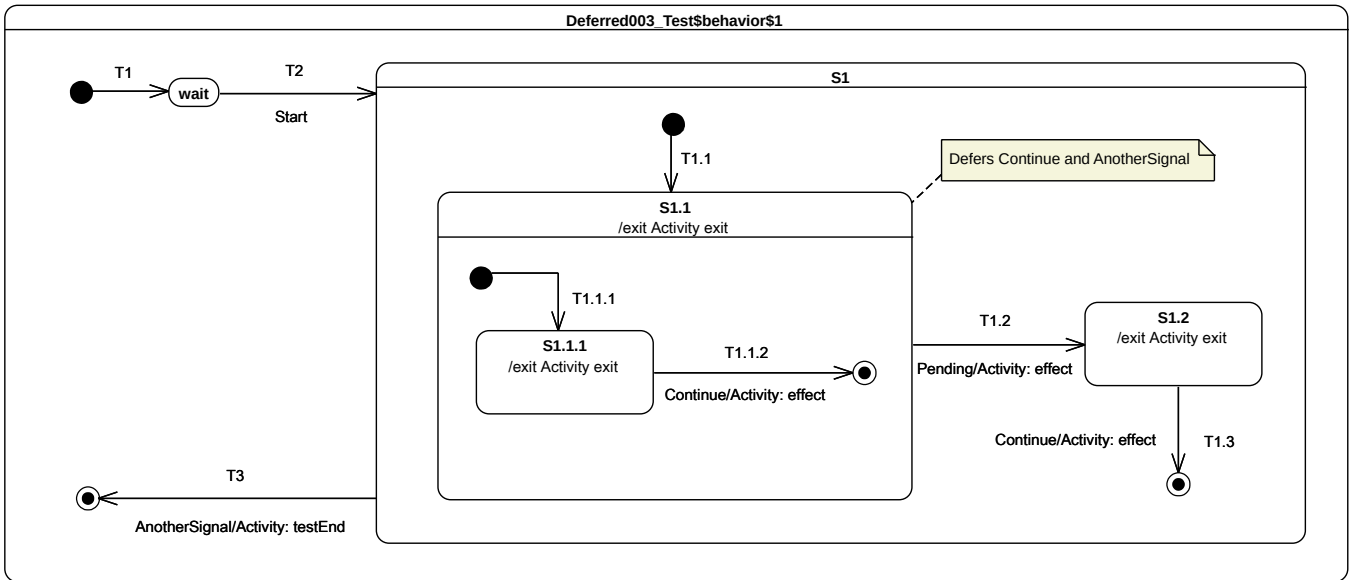 Deferred003_Test$behavior$1
T1
T2
wait
Start
S1
T1.1
Defers Continue and AnotherSignal
S1.1
/exit Activity exit
T1.1.1
S1.1.1
/exit Activity exit
T1.1.2
Continue/Activity: effect
T1.2
Pending/Activity: effect
S1.2
/exit Activity exit
Continue/Activity: effect
T1.3
T3
AnotherSignal/Activity: testEnd